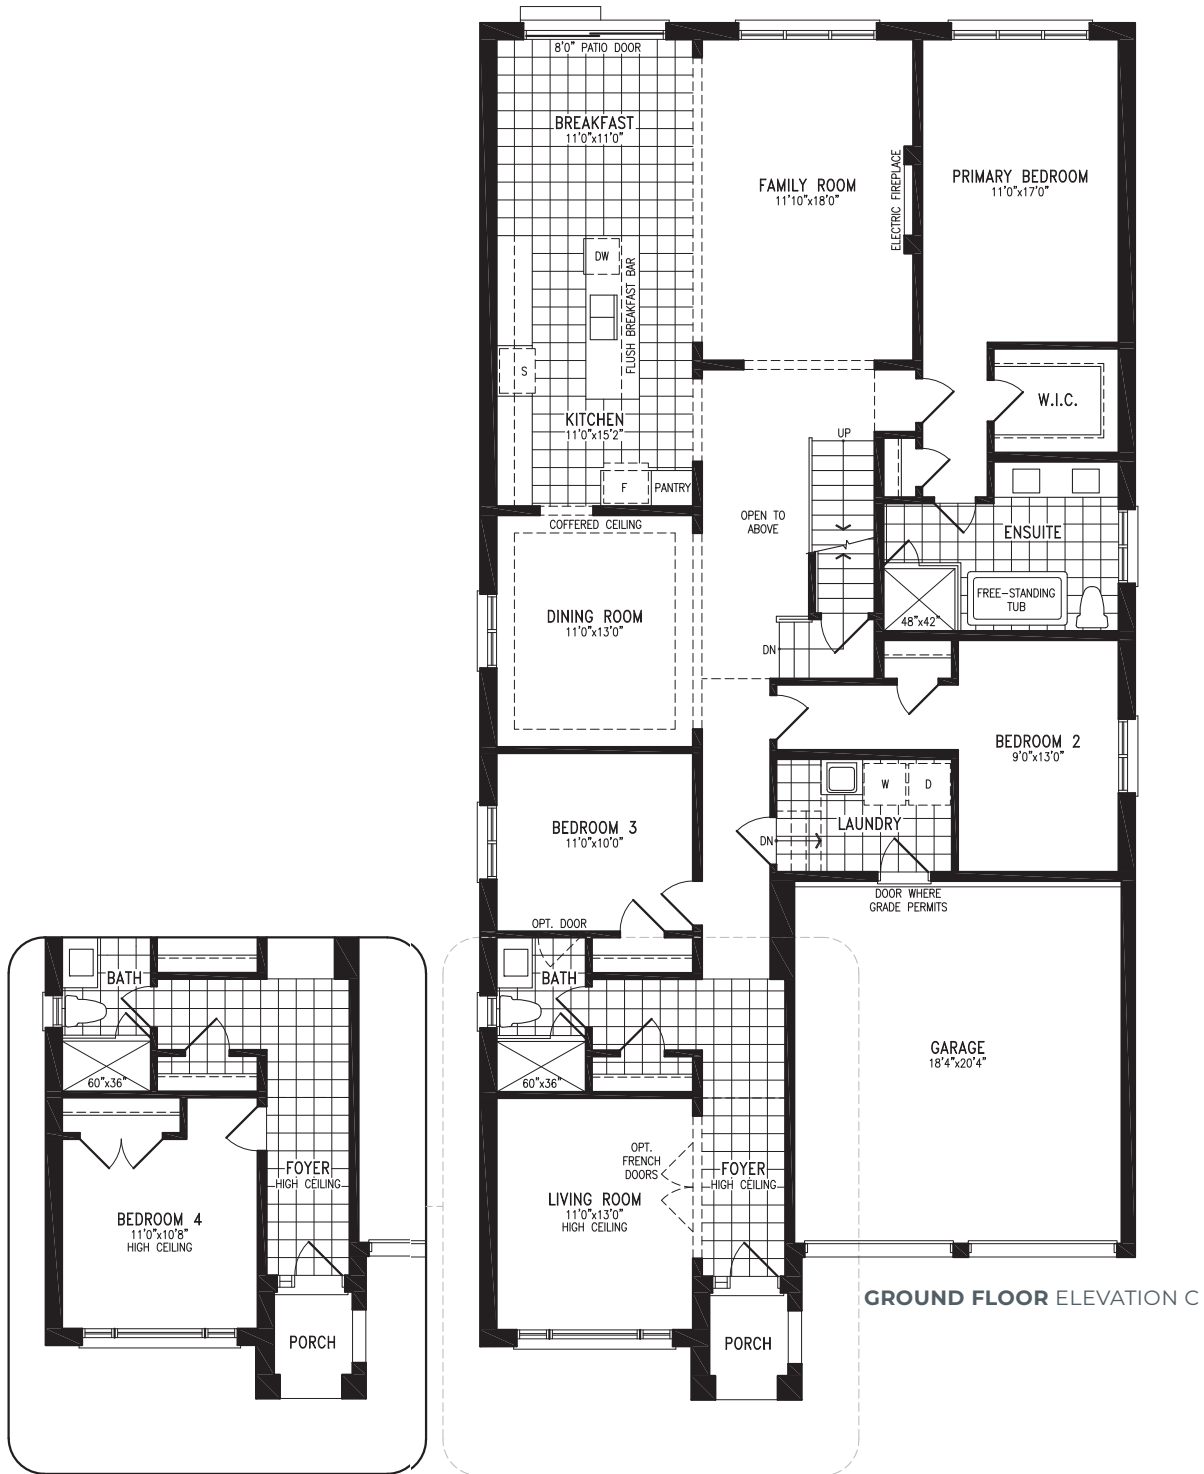 8'0" PATIO DOOR
BREAKFAST
11'0"x11'0"
FAMILY ROOM
11'10"x18'0"
ELECTRIC FIREPLACE
PRIMARY BEDROOM
11'0"x17'0"
DW
FLUSH BREAKFAST BAR
S
KITCHEN
11'0"x15'2"
F
PANTRY
W.I.C.
UP
OPEN TO
ABOVE
COFFERED CEILING
DINING ROOM
11'0"x13'0"
ENSUITE
FREE-STANDING
TUB
48"x42"
DN
BEDROOM 2
9'0"x13'0"
W
D
LAUNDRY
DN
DOOR WHERE
GRADE PERMITS
BEDROOM 3
11'0"x10'0"
OPT. DOOR
BATH
60"x36"
OPT.
FRENCH
DOORS
FOYER
HIGH CEILING
LIVING ROOM
11'0"x13'0"
HIGH CEILING
PORCH
GARAGE
18'4"x20'4"
GROUND FLOOR ELEVATION C
BATH
60"x36"
FOYER
HIGH CEILING
BEDROOM 4
11'0"x10'8"
HIGH CEILING
PORCH